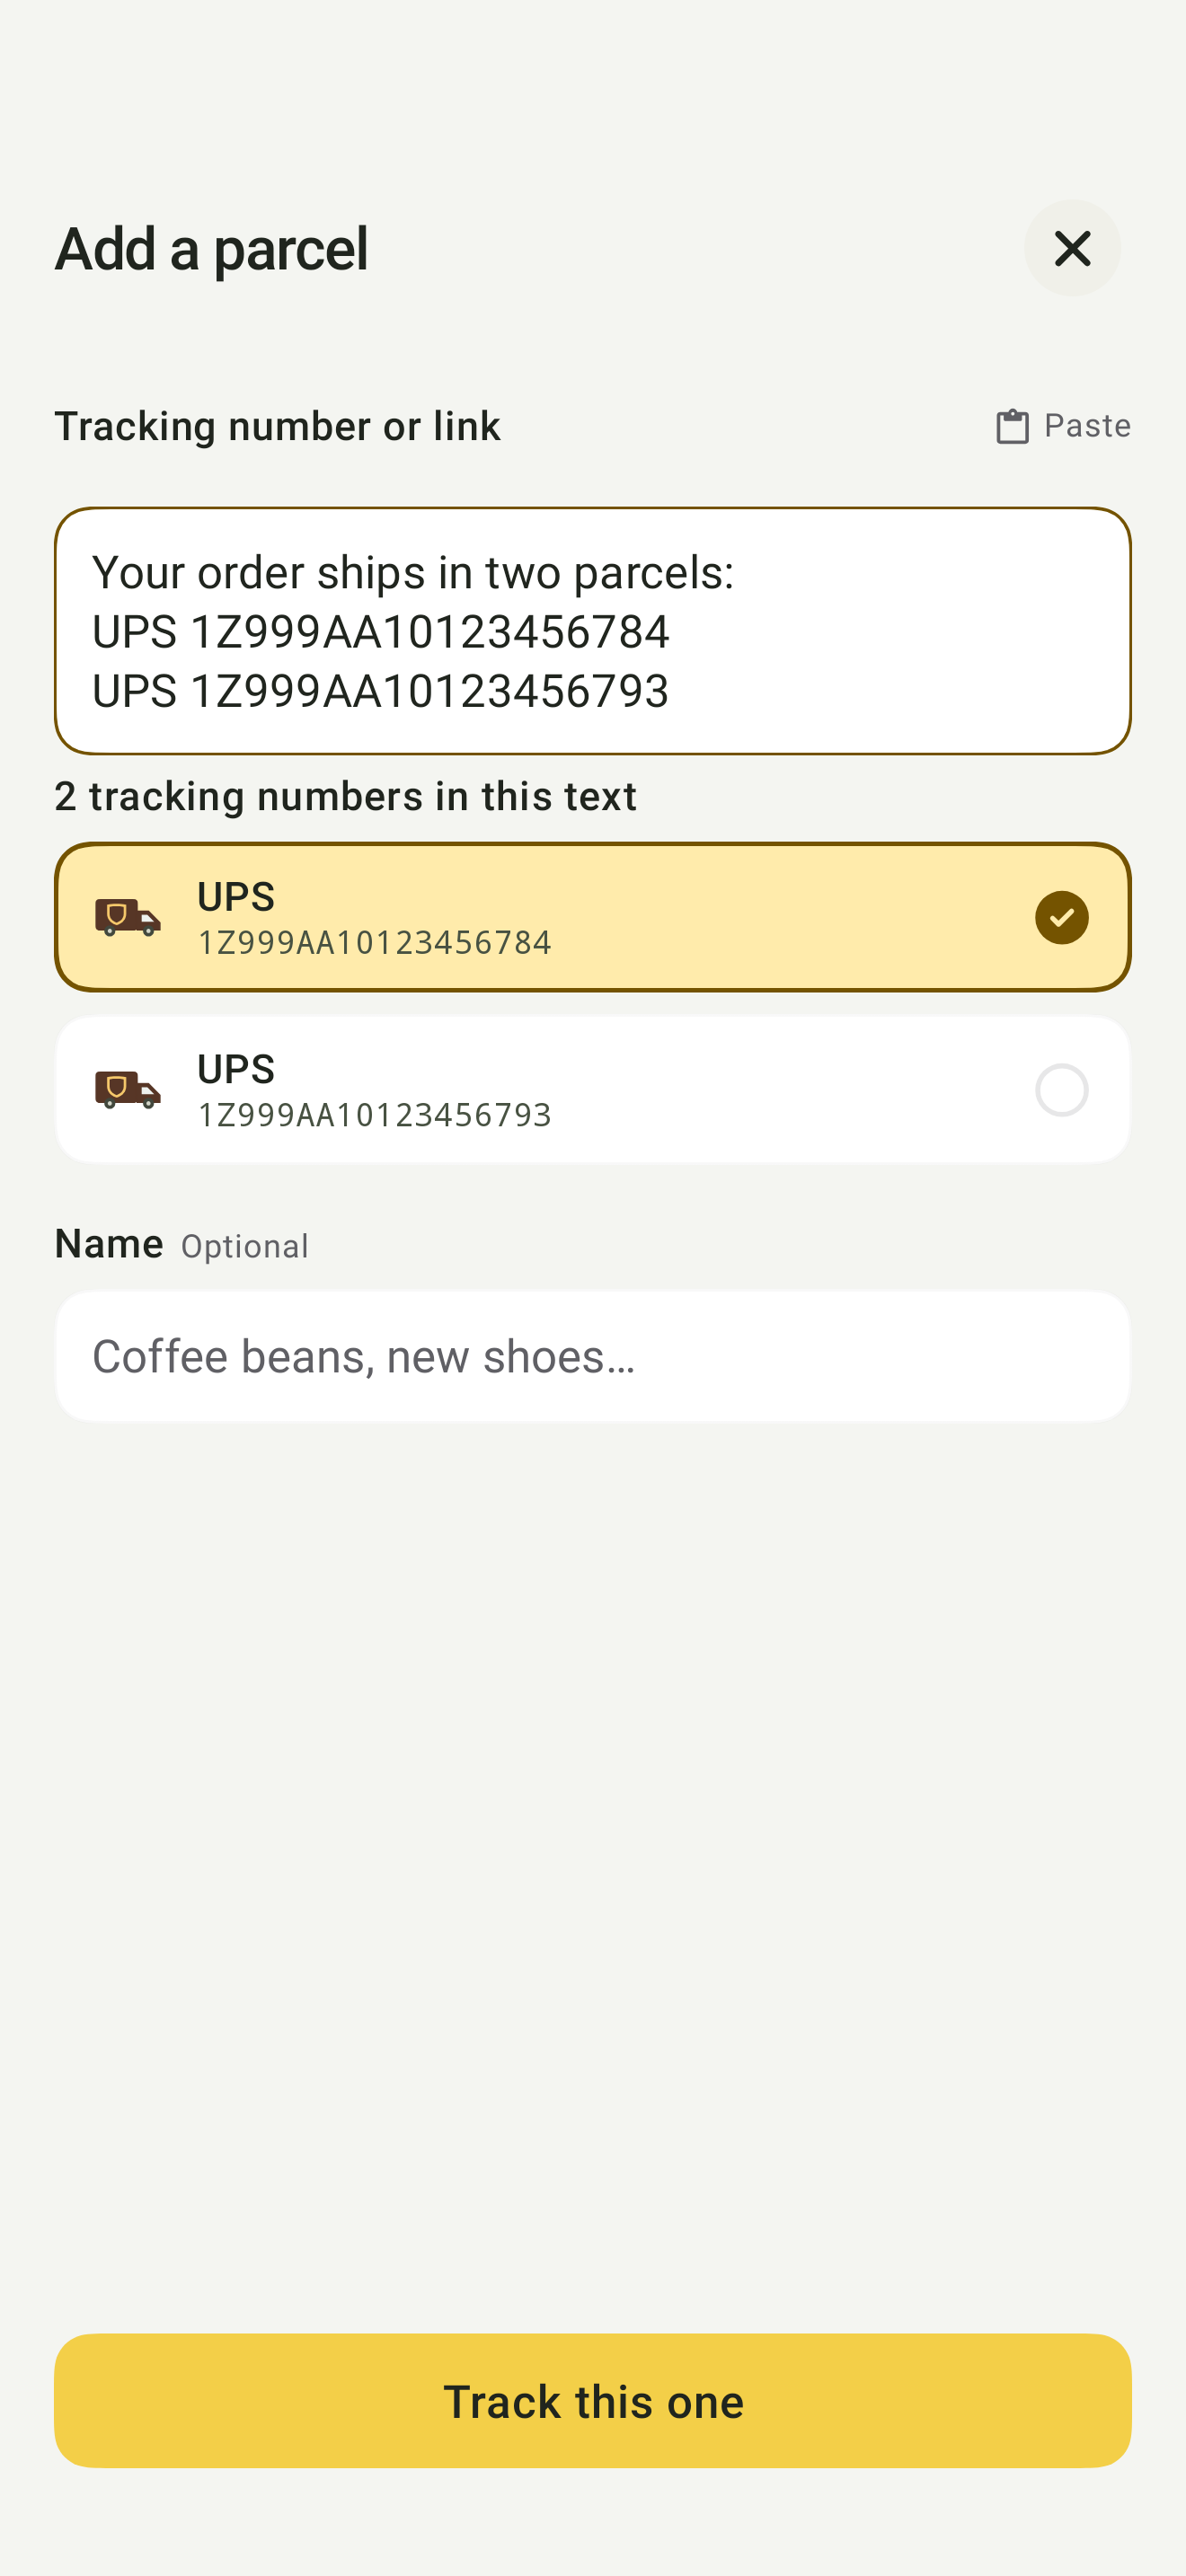 Add a parcel
Tracking number or link
Paste
Your order ships in two parcels:
UPS 1Z999AA10123456784
UPS 1Z999AA10123456793
2 tracking numbers in this text
UPS
1Z999AA10123456784
UPS
1Z999AA10123456793
Name Optional
Coffee beans, new shoes…
Track this one